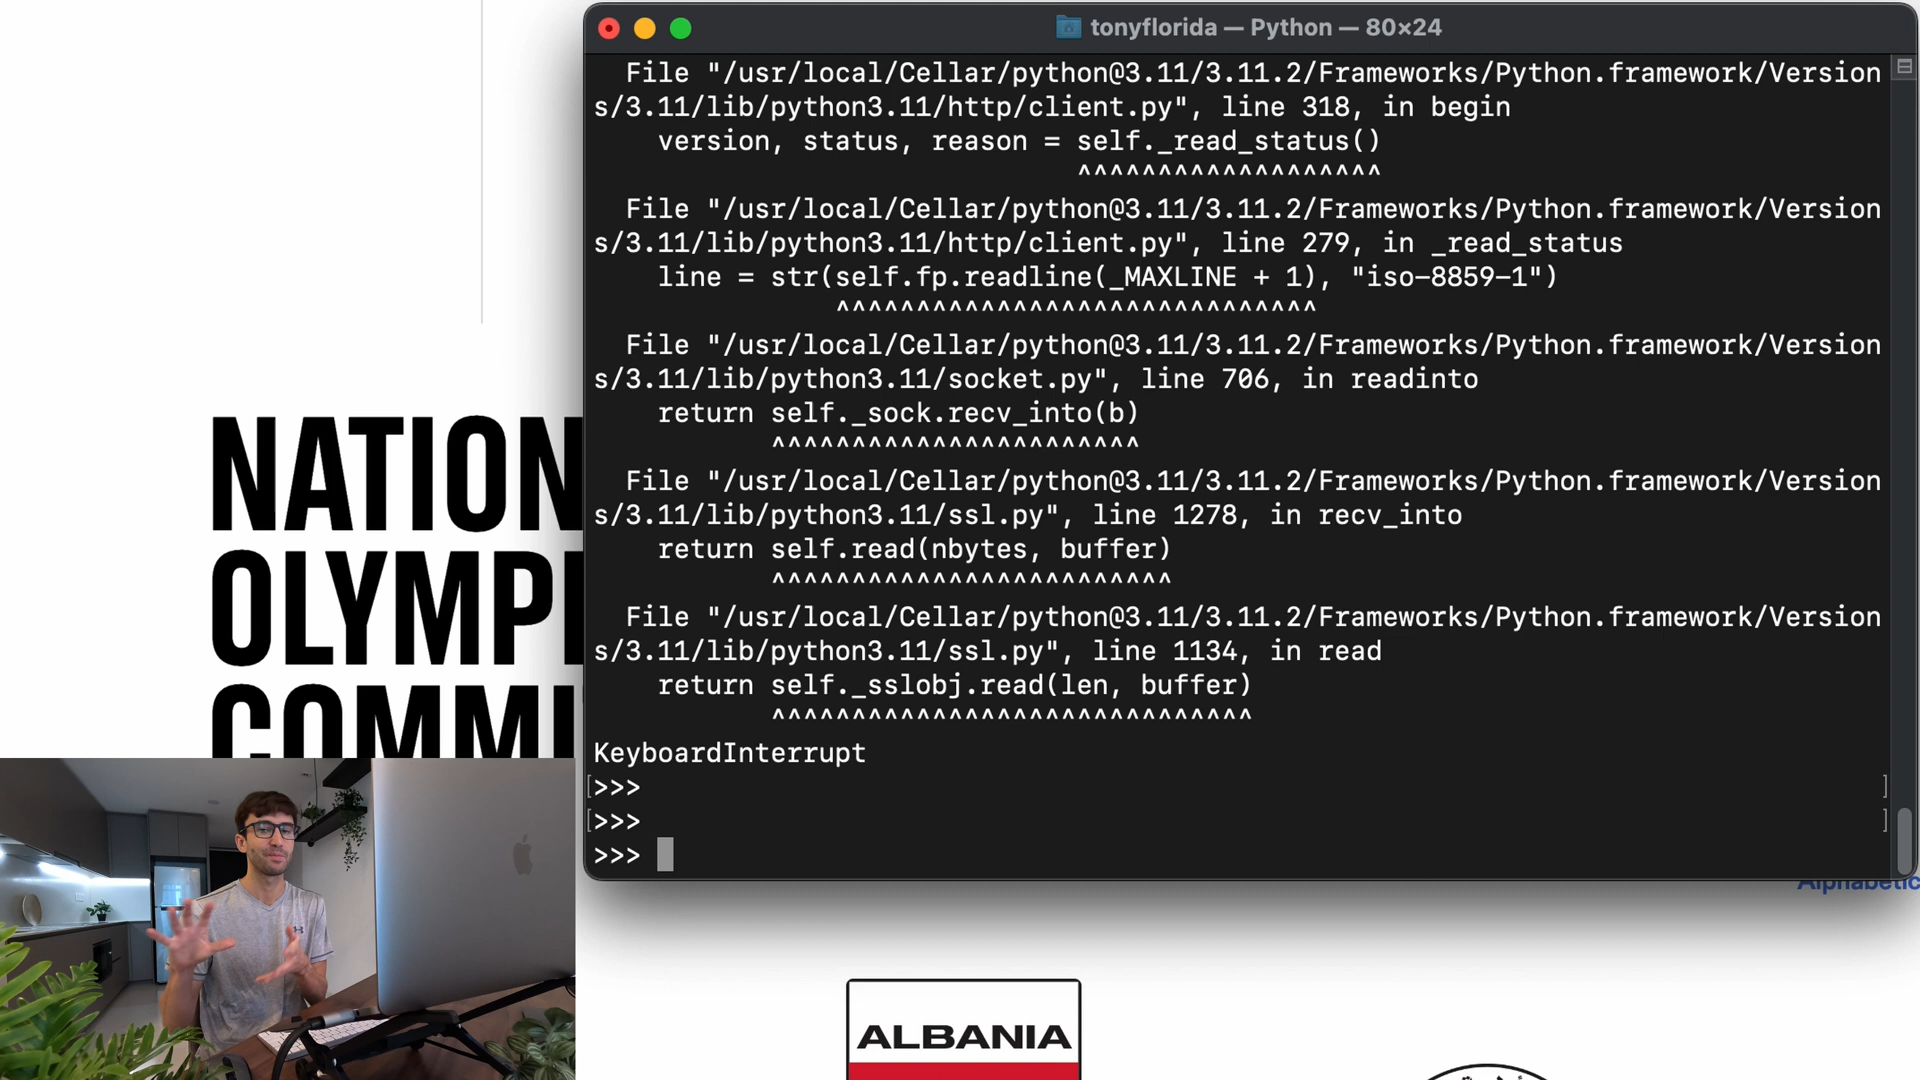 tonyflorida — Python — 80×24
  File "/usr/local/Cellar/python@3.11/3.11.2/Frameworks/Python.framework/Version
s/3.11/lib/python3.11/http/client.py", line 318, in begin
    version, status, reason = self._read_status()
                              ^^^^^^^^^^^^^^^^^^^
  File "/usr/local/Cellar/python@3.11/3.11.2/Frameworks/Python.framework/Version
s/3.11/lib/python3.11/http/client.py", line 279, in _read_status
    line = str(self.fp.readline(_MAXLINE + 1), "iso-8859-1")
               ^^^^^^^^^^^^^^^^^^^^^^^^^^^^^^
  File "/usr/local/Cellar/python@3.11/3.11.2/Frameworks/Python.framework/Version
s/3.11/lib/python3.11/socket.py", line 706, in readinto
    return self._sock.recv_into(b)
           ^^^^^^^^^^^^^^^^^^^^^^^
  File "/usr/local/Cellar/python@3.11/3.11.2/Frameworks/Python.framework/Version
s/3.11/lib/python3.11/ssl.py", line 1278, in recv_into
    return self.read(nbytes, buffer)
           ^^^^^^^^^^^^^^^^^^^^^^^^^
  File "/usr/local/Cellar/python@3.11/3.11.2/Frameworks/Python.framework/Version
s/3.11/lib/python3.11/ssl.py", line 1134, in read
    return self._sslobj.read(len, buffer)
           ^^^^^^^^^^^^^^^^^^^^^^^^^^^^^^
KeyboardInterrupt
[>>> ]
[>>> ]
>>>
NATION
OLYMPI
COMMI
Alphabetic
ALBANIA